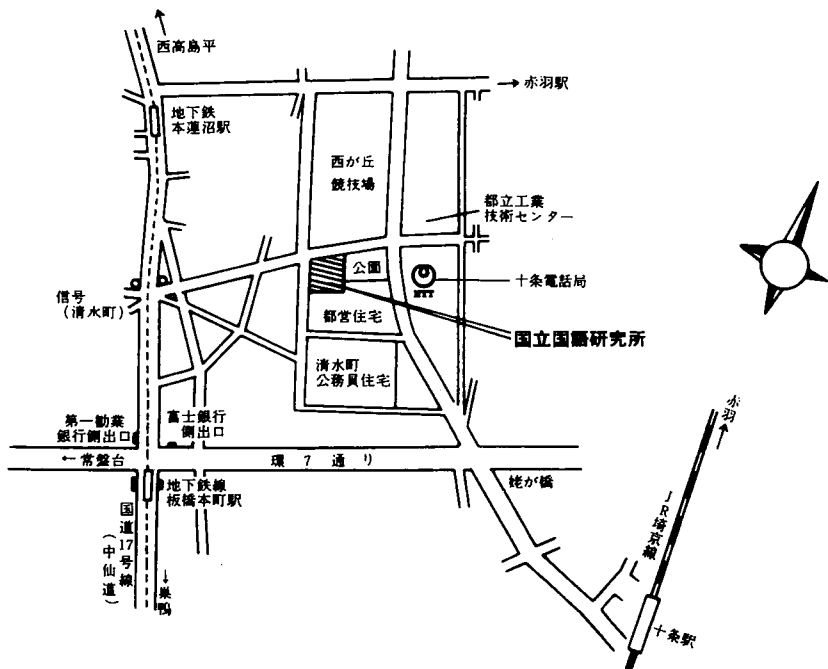 西高島平
赤羽駅
地下鉄
本蓮沼駅
西が丘
競技場
都立工業
技術センター
公園
十条電話局
NTT
信号
(清水町)
都営住宅
国立国語研究所
清水町
公務員住宅
第一勧業
銀行側出口
富士銀行
側出口
←常盤台
環7通り
姥が橋
地下鉄線
板橋本町駅
国道17号線
(中仙道)
→巣鴨
赤羽
JR埼京線
十条駅